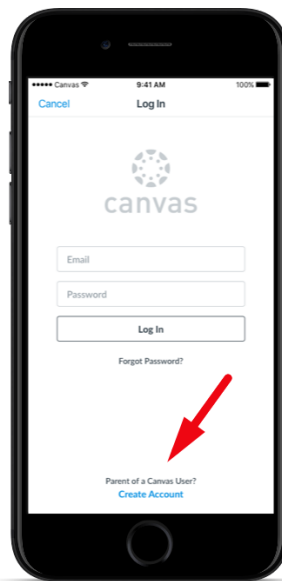 ••••• Canvas 9:41 AM 100%
Cancel Log In
canvas
Email
Password
Log In
Forgot Password?
Parent of a Canvas User?
Create Account